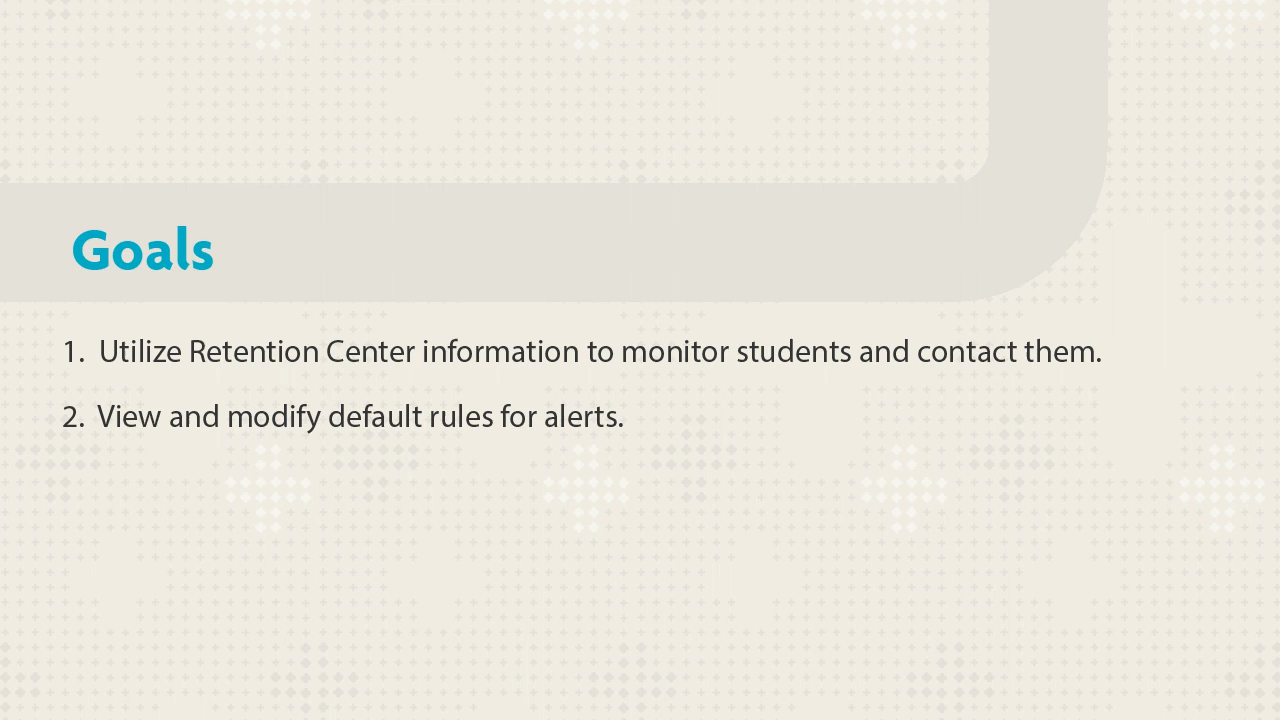 Goals
1. Utilize Retention Center information to monitor students and contact them.
2. View and modify default rules for alerts.